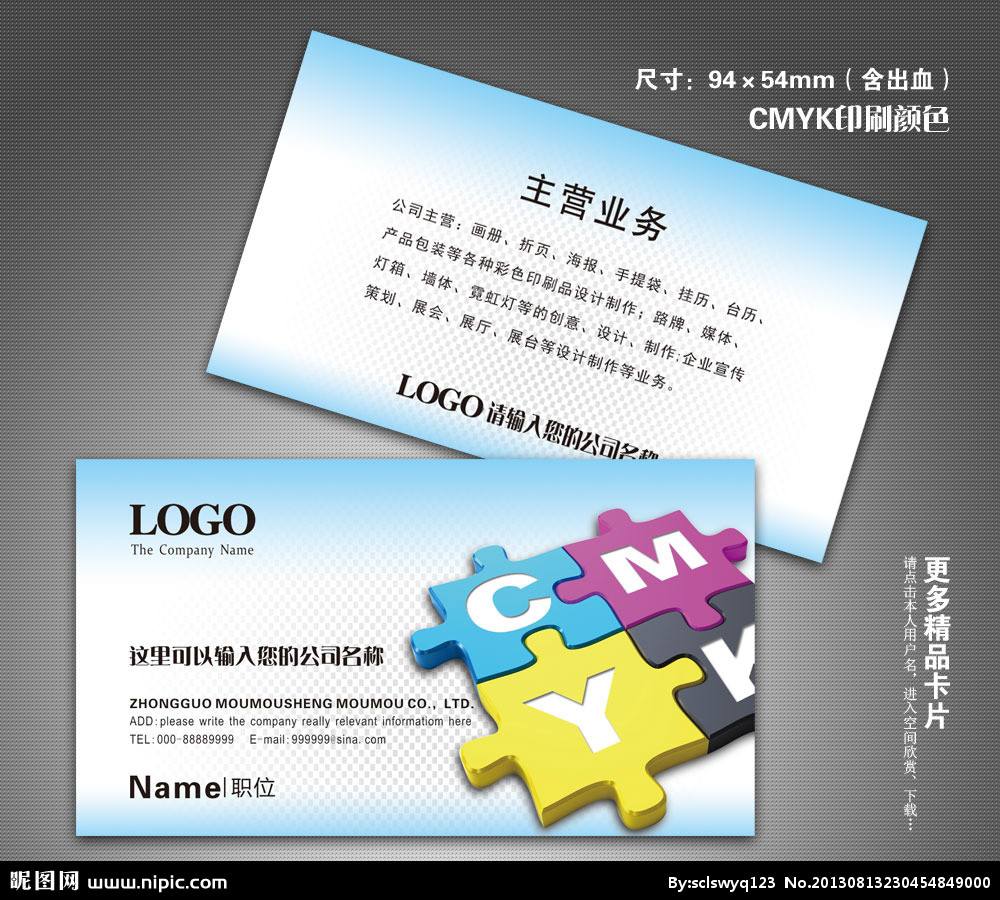 尺寸：94×54mm（含出血）
CMYK印刷颜色
主营业务
公司主营：画册、折页、海报、手提袋、挂历、台历、
产品包装等各种彩色印刷品设计制作；路牌、媒体、
灯箱、墙体、霓虹灯等的创意、设计、制作;企业宣传
策划、展会、展厅、展台等设计制作等业务。
LOGO 请输入您的公司名称
LOGO
The Company Name
这里可以输入您的公司名称
ZHONGGUO MOUMOUSHENG MOUMOU CO., LTD.
ADD:please write the company really relevant informatiom here
TEL:000-88889999 E-mail:999999@sina.com
Name|职位
C
M
Y
K
更多精品卡片
请点击本人用户名，进入空间欣赏、下载…
昵图网 www.nipic.com
By:sclswyq123 No.20130813230454849000